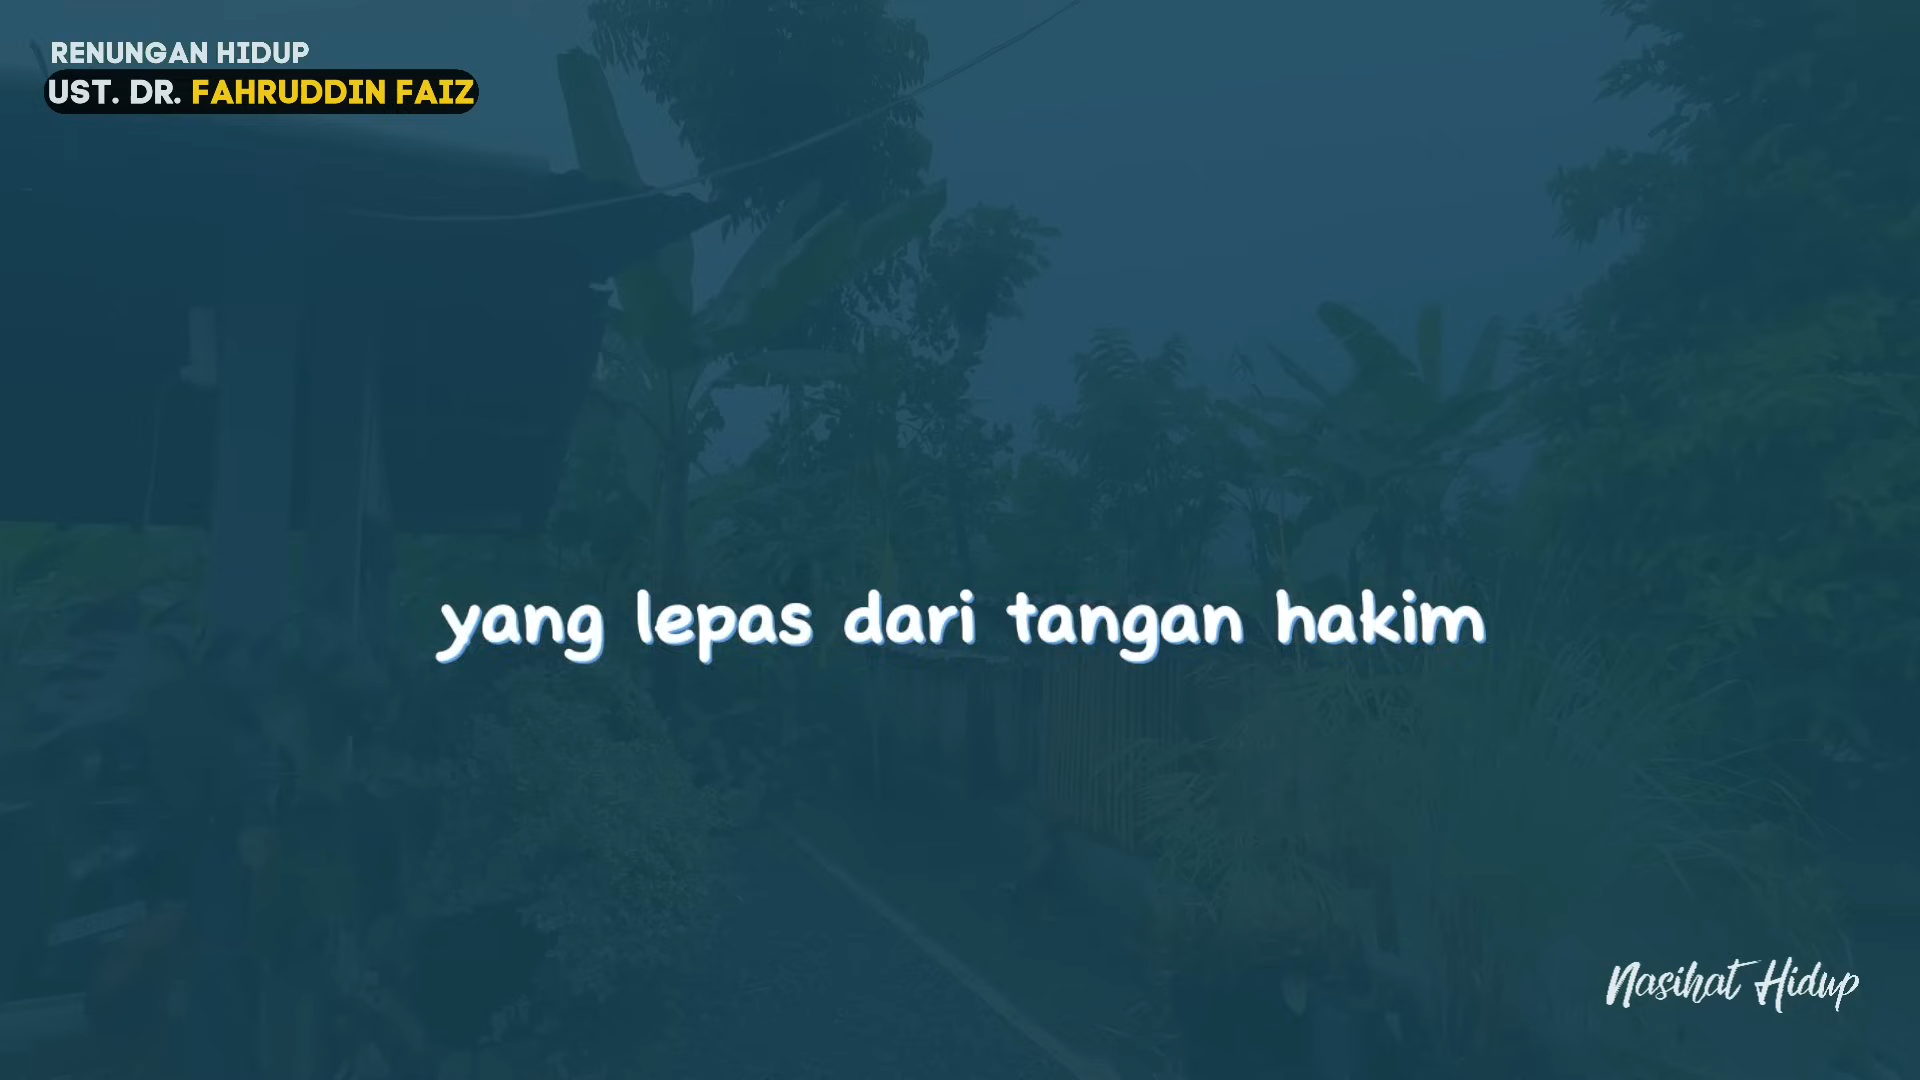 RENUNGAN HIDUP
UST. DR. FAHRUDDIN FAIZ
yang lepas dari tangan hakim
Nasihat Hidup